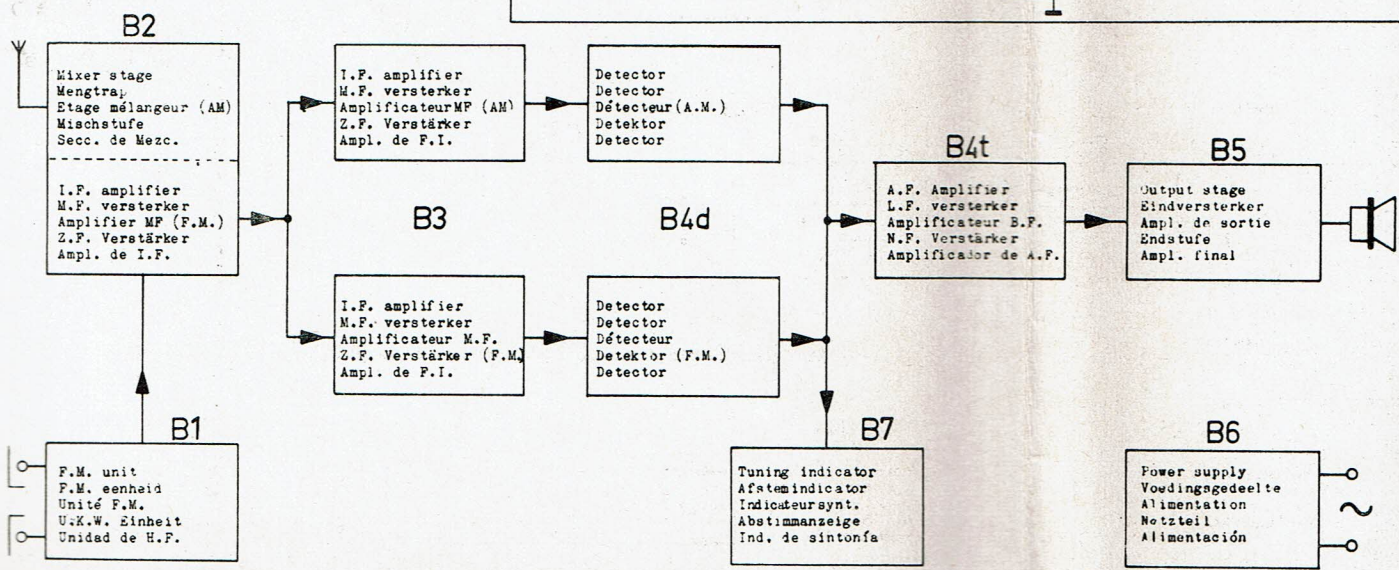 B2
Mixer stage
Mengtrap
Etage mélangeur (AM)
Mischstufe
Secc. de Mezc.
I.F. amplifier
M.F. versterker
Amplifier MF (F.M.)
Z.F. Verstärker
Ampl. de I.F.
I.F. amplifier
M.F. versterker
Amplificateur MF (AM)
Z.F. Verstärker
Ampl. de F.I.
Detector
Detector
Détecteur (A.M.)
Detektor
Detector
B3
B4d
I.F. amplifier
M.F. versterker
Amplificateur M.F.
Z.F. Verstärker (F.M.)
Ampl. de F.I.
Detector
Detector
Détecteur
Detektor (F.M.)
Detector
B4t
A.F. Amplifier
L.F. versterker
Amplificateur B.F.
N.F. Verstärker
Amplificador de A.F.
B5
Output stage
Eindversterker
Ampl. de sortie
Endstufe
Ampl. final
B1
F.M. unit
F.M. eenheid
Unité F.M.
U.K.W. Einheit
Unidad de H.F.
B7
Tuning indicator
Afstemindicator
Indicateur synt.
Abstimmanzeige
Ind. de sintonía
B6
Power supply
Voedingsgedeelte
Alimentation
Netzteil
Alimentación
~